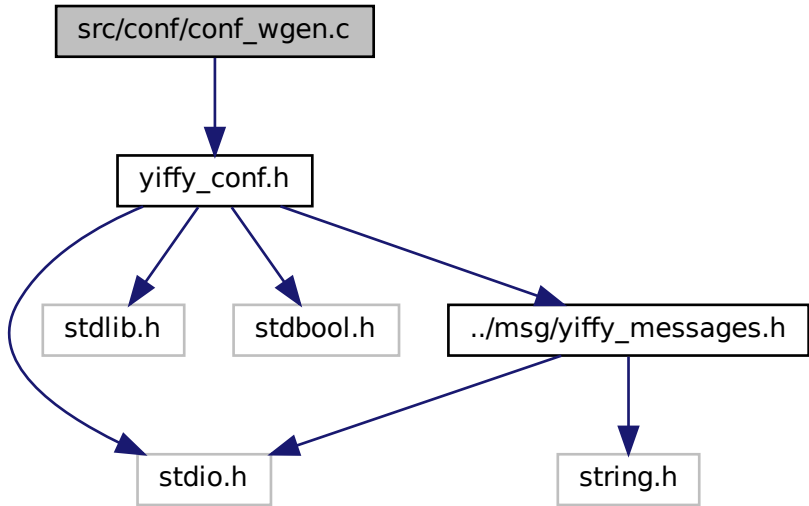 src/conf/conf_wgen.c
yiffy_conf.h
stdlib.h
stdbool.h
../msg/yiffy_messages.h
stdio.h
string.h